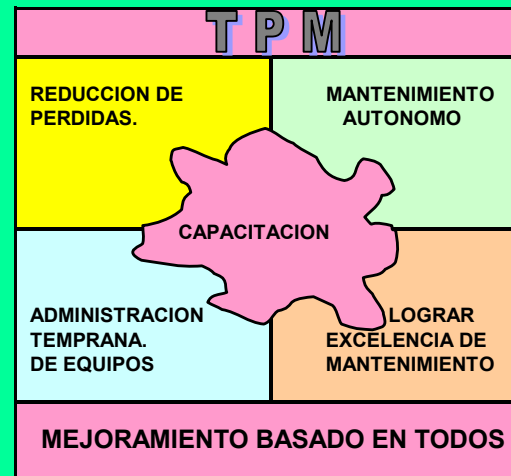 T P M
REDUCCION DE
PERDIDAS.
MANTENIMIENTO
AUTONOMO
CAPACITACION
ADMINISTRACION
TEMPRANA.
DE EQUIPOS
LOGRAR
EXCELENCIA DE
MANTENIMIENTO
MEJORAMIENTO BASADO EN TODOS